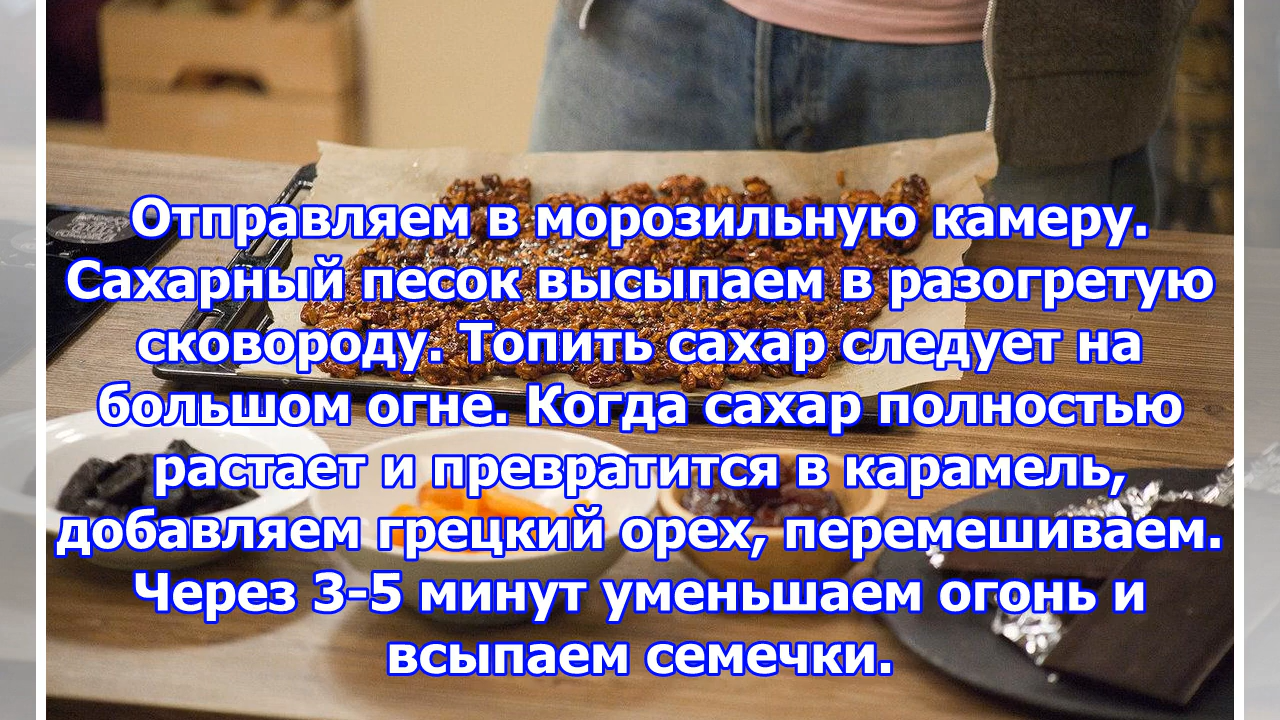 Отправляем в морозильную камеру.
Сахарный песок высыпаем в разогретую
сковороду. Топить сахар следует на
большом огне. Когда сахар полностью
растает и превратится в карамель,
добавляем грецкий орех, перемешиваем.
Через 3-5 минут уменьшаем огонь и
всыпаем семечки.